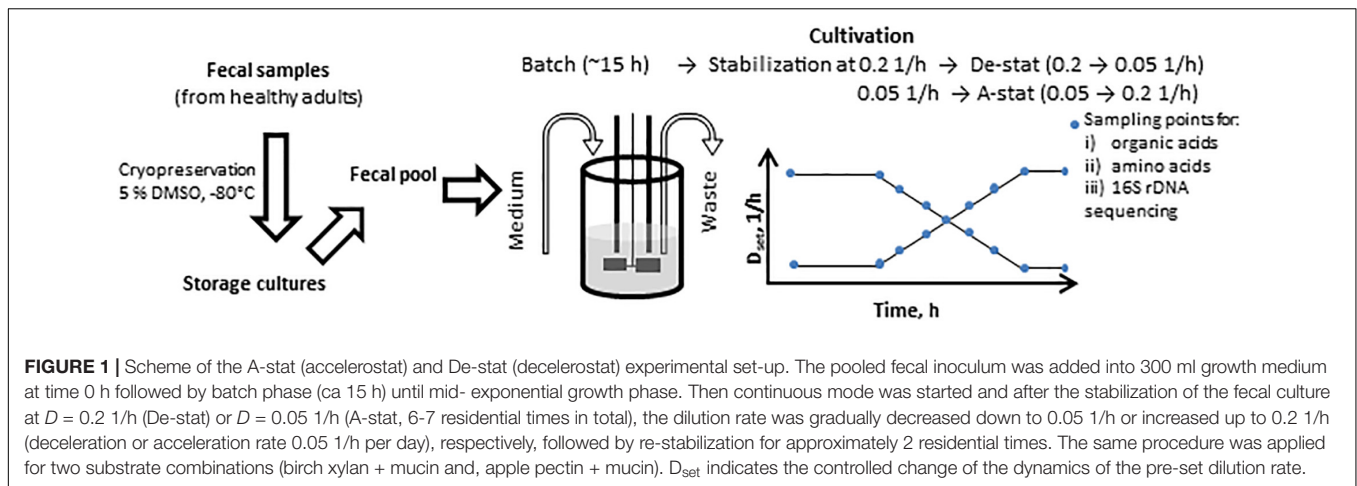 Cultivation
Batch (~15 h) → Stabilization at 0.2 1/h → De-stat (0.2 → 0.05 1/h)
0.05 1/h → A-stat (0.05 → 0.2 1/h)
Fecal samples
(from healthy adults)
Cryopreservation
5 % DMSO, -80°C
Fecal pool
Storage cultures
Medium
Waste
Dset, 1/h
Time, h
Sampling points for:
i) organic acids
ii) amino acids
iii) 16S rDNA
sequencing
FIGURE 1 | Scheme of the A-stat (accelerostat) and De-stat (decelerostat) experimental set-up. The pooled fecal inoculum was added into 300 ml growth medium
at time 0 h followed by batch phase (ca 15 h) until mid- exponential growth phase. Then continuous mode was started and after the stabilization of the fecal culture
at D = 0.2 1/h (De-stat) or D = 0.05 1/h (A-stat, 6-7 residential times in total), the dilution rate was gradually decreased down to 0.05 1/h or increased up to 0.2 1/h
(deceleration or acceleration rate 0.05 1/h per day), respectively, followed by re-stabilization for approximately 2 residential times. The same procedure was applied
for two substrate combinations (birch xylan + mucin and, apple pectin + mucin). Dset indicates the controlled change of the dynamics of the pre-set dilution rate.